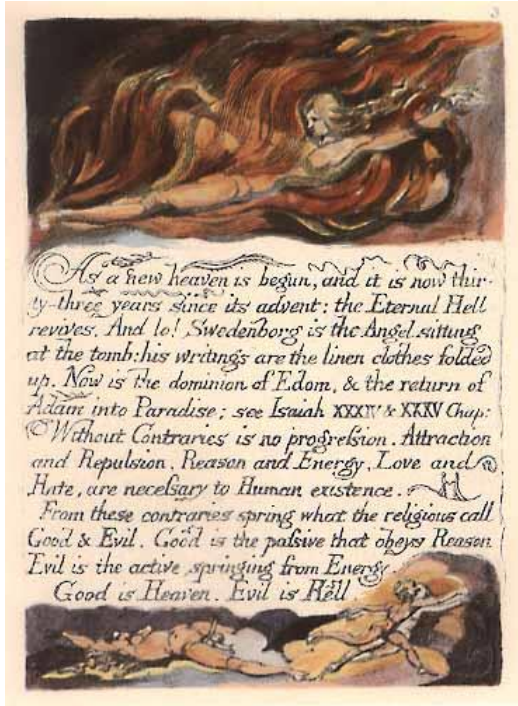 3
As a new heaven is begun, and it is now thir-
ty-three years since its advent: the Eternal Hell
revives. And lo! Swedenborg is the Angel sitting
at the tomb: his writings are the linen clothes folded
up. Now is the dominion of Edom, & the return of
Adam into Paradise; see Isaiah XXXIV & XXXV Chap:
Without Contraries is no progreſsion. Attraction
and Repulsion, Reason and Energy, Love and
Hate, are neceſsary to Human existence.
From these contraries spring what the religious call
Good & Evil. Good is the paſsive that obeys Reason
Evil is the active springing from Energy.
Good is Heaven. Evil is Hell